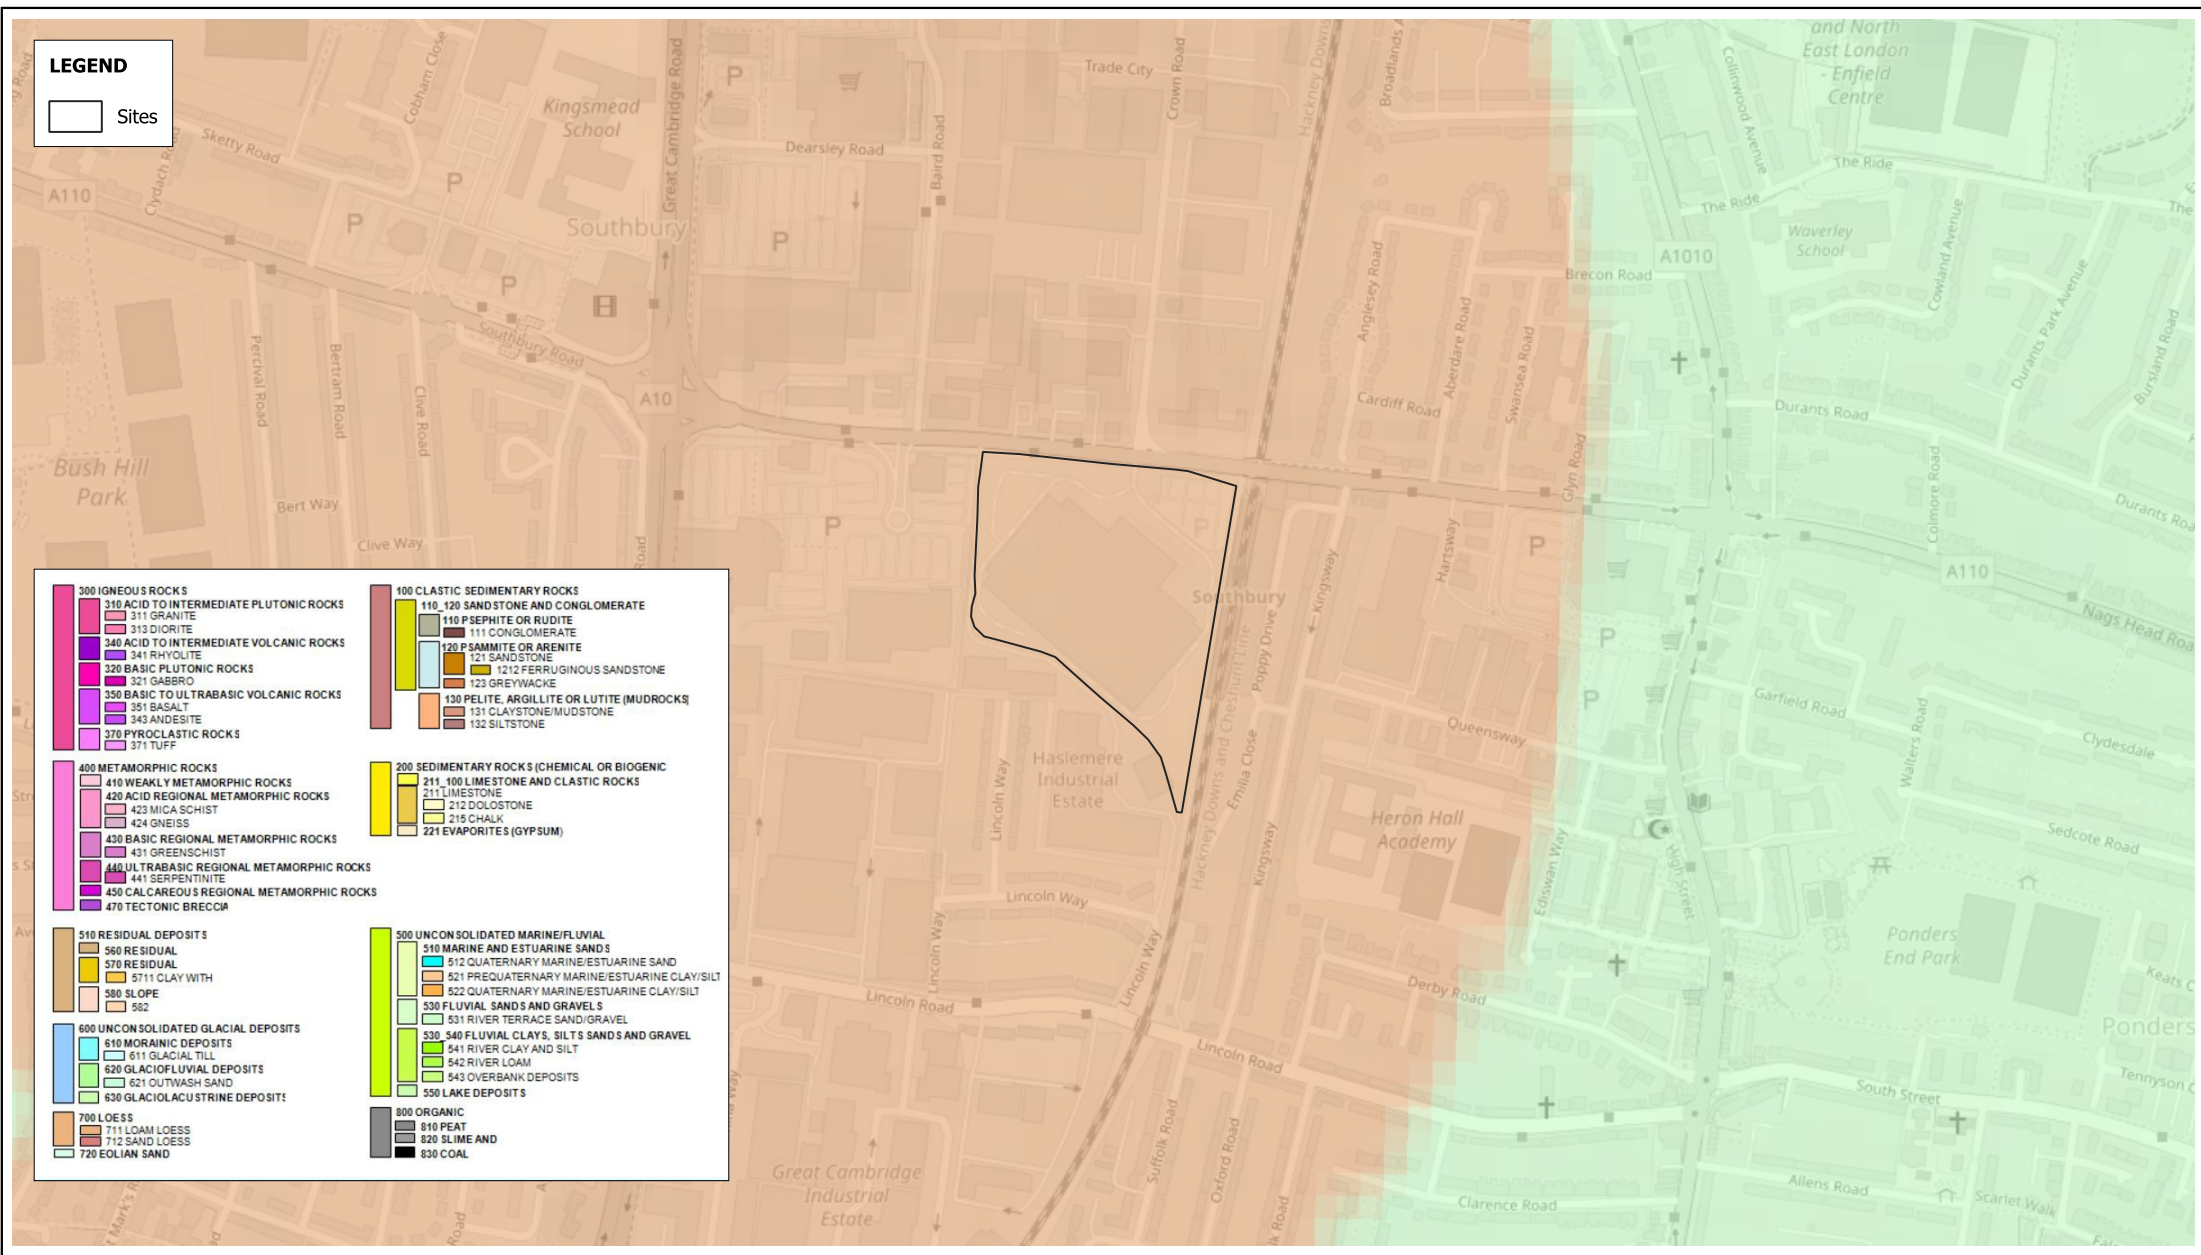 LEGEND
Sites
and North
East London
- Enfield
Centre
Cobham Close
Kingsmead
School
Great Cambridge Road
P
Trade City
Crown Road
Hackney Downs
Collinwood Avenue
Sketty Road
Dearsley Road
Baird Road
The Ride
A110
P
P
Southbury
P
The Ride
Waverley
School
Cowland Avenue
The
A1010
Brecon Road
Anglesey Road
P
Southbury Road
Aberdare Road
Swansea Road
Durants Park Avenue
Bursland Road
Percival Road
Bertram Road
Clive Road
A10
Cardiff Road
Durants Road
Glyn Road
Colmore Road
Bush Hill
Park
Bert Way
Clive Way
Road
P
P
Hartsway
P
Kingsway
A110
Nags Head Road
Southbury
Poppy Drive
P
P
Garfield Road
Queensway
Walters Road
Clydesdale
Hackney Downs and Cheshunt Line
Emilia Close
Haslemere
Industrial
Estate
Lincoln Way
Heron Hall
Academy
Kingsway
Sedcote Road
Ediswan Way
High Street
Lincoln Way
Lincoln Way
Lincoln Way
Ponders
End Park
Keats C
Derby Road
Lincoln Road
Lincoln Road
Ponders
South Street
Tennyson C
Suffolk Road
Oxford Road
Great Cambridge
Industrial
Estate
Clarence Road
Allens Road
Scarlet Walk
Road
300 IGNEOUS ROCKS
310 ACID TO INTERMEDIATE PLUTONIC ROCKS
311 GRANITE
313 DIORITE
340 ACID TO INTERMEDIATE VOLCANIC ROCKS
341 RHYOLITE
320 BASIC PLUTONIC ROCKS
321 GABBRO
350 BASIC TO ULTRABASIC VOLCANIC ROCKS
351 BASALT
343 ANDESITE
370 PYROCLASTIC ROCKS
371 TUFF
400 METAMORPHIC ROCKS
410 WEAKLY METAMORPHIC ROCKS
420 ACID REGIONAL METAMORPHIC ROCKS
423 MICA SCHIST
424 GNEISS
430 BASIC REGIONAL METAMORPHIC ROCKS
431 GREENSCHIST
440 ULTRABASIC REGIONAL METAMORPHIC ROCKS
441 SERPENTINITE
450 CALCAREOUS REGIONAL METAMORPHIC ROCKS
470 TECTONIC BRECCIA
510 RESIDUAL DEPOSITS
560 RESIDUAL
570 RESIDUAL
5711 CLAY WITH
580 SLOPE
582
600 UNCONSOLIDATED GLACIAL DEPOSITS
610 MORAINIC DEPOSITS
611 GLACIAL TILL
620 GLACIOFLUVIAL DEPOSITS
621 OUTWASH SAND
630 GLACIOLACUSTRINE DEPOSITS
700 LOESS
711 LOAM LOESS
712 SAND LOESS
720 EOLIAN SAND
100 CLASTIC SEDIMENTARY ROCKS
110_120 SANDSTONE AND CONGLOMERATE
110 PSEPHITE OR RUDITE
111 CONGLOMERATE
120 PSAMMITE OR ARENITE
121 SANDSTONE
1212 FERRUGINOUS SANDSTONE
123 GREYWACKE
130 PELITE, ARGILLITE OR LUTITE (MUDROCKS)
131 CLAYSTONE/MUDSTONE
132 SILTSTONE
200 SEDIMENTARY ROCKS (CHEMICAL OR BIOGENIC
211_100 LIMESTONE AND CLASTIC ROCKS
211 LIMESTONE
212 DOLOSTONE
215 CHALK
221 EVAPORITES (GYPSUM)
500 UNCONSOLIDATED MARINE/FLUVIAL
510 MARINE AND ESTUARINE SANDS
512 QUATERNARY MARINE/ESTUARINE SAND
521 PREQUATERNARY MARINE/ESTUARINE CLAY/SILT
522 QUATERNARY MARINE/ESTUARINE CLAY/SILT
530 FLUVIAL SANDS AND GRAVELS
531 RIVER TERRACE SAND/GRAVEL
530_540 FLUVIAL CLAYS, SILTS SANDS AND GRAVEL
541 RIVER CLAY AND SILT
542 RIVER LOAM
543 OVERBANK DEPOSITS
550 LAKE DEPOSITS
800 ORGANIC
810 PEAT
820 SLIME AND
830 COAL